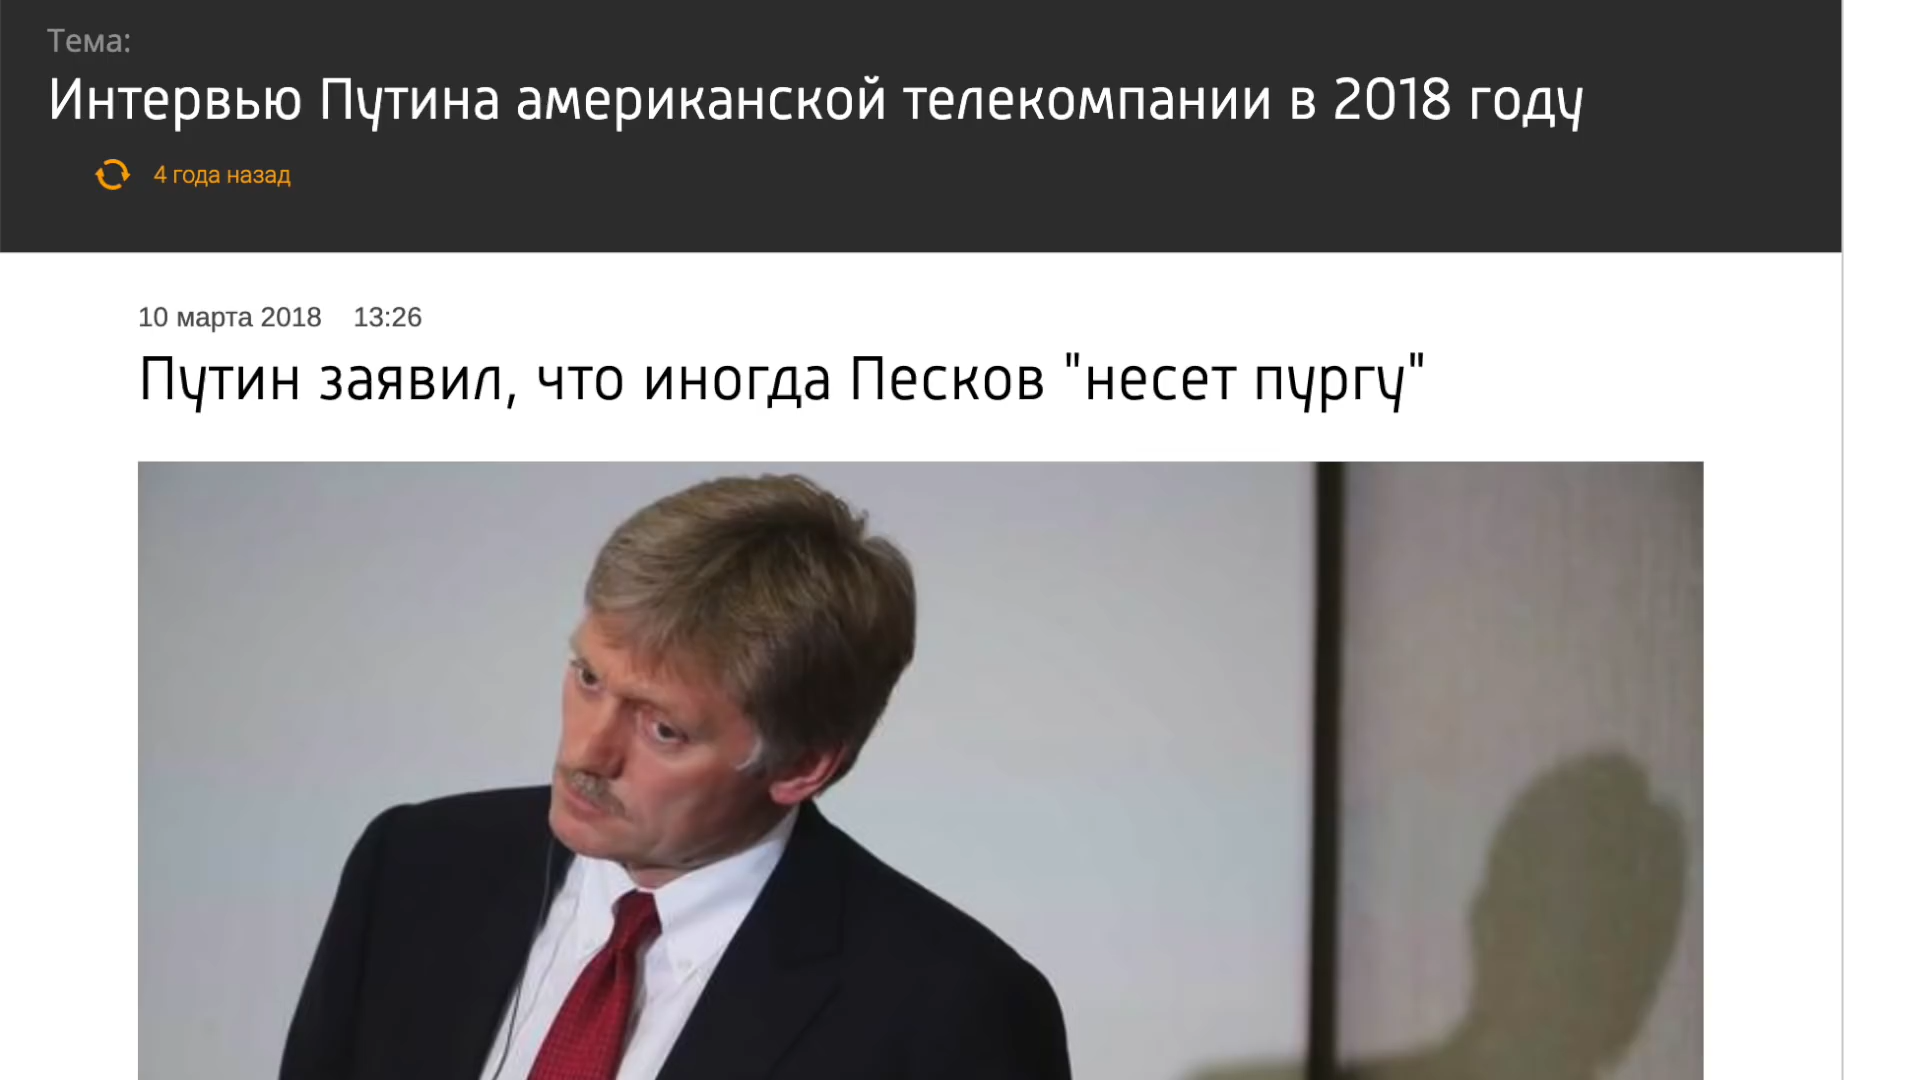 Тема:
Интервью Путина американской телекомпании в 2018 году
4 года назад
10 марта 2018 13:26
Путин заявил, что иногда Песков "несет пургу"